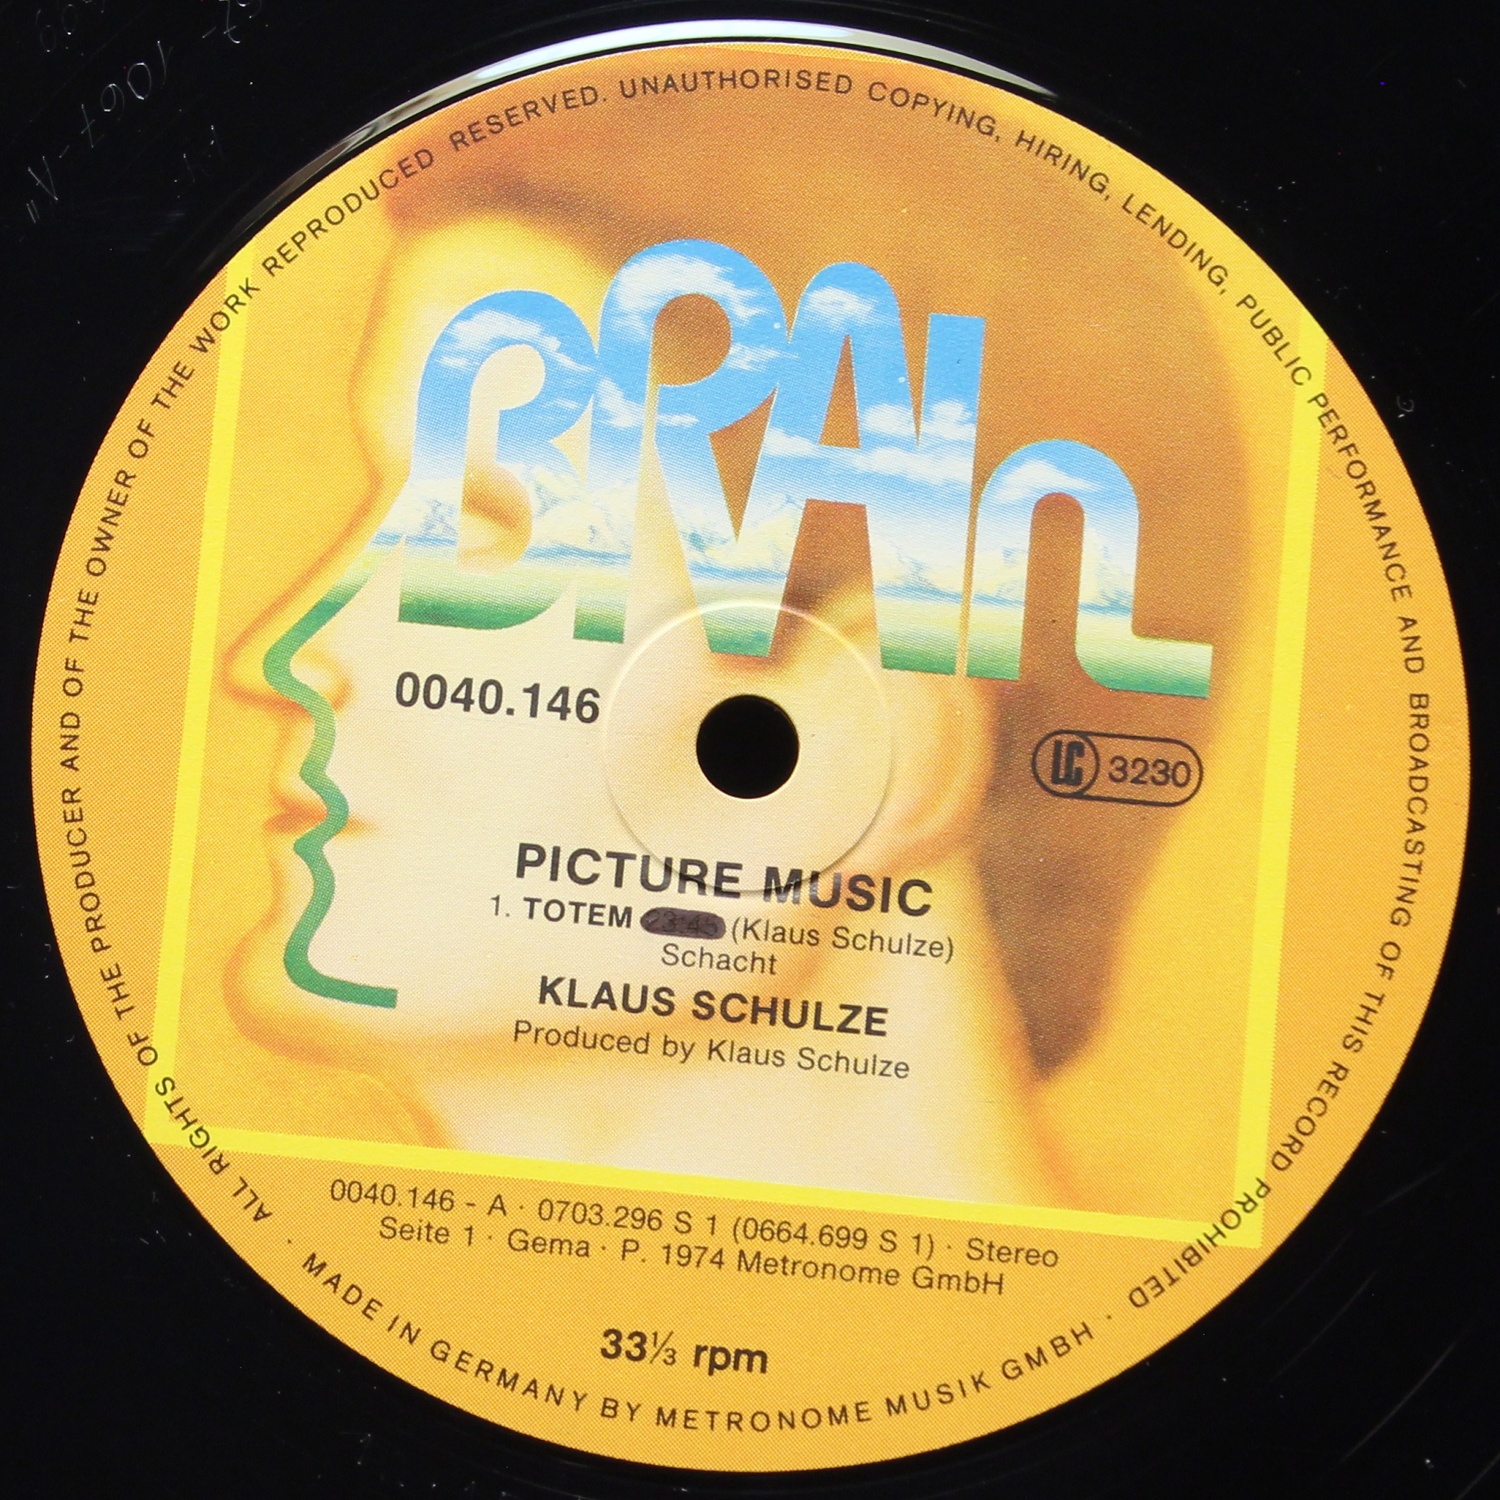 BRAIN
0040.146
LC 3230
PICTURE MUSIC
1. TOTEM 23:45 (Klaus Schulze)
Schacht
KLAUS SCHULZE
Produced by Klaus Schulze
0040.146 - A · 0703.296 S 1 (0664.699 S 1) · Stereo
Seite 1 · Gema · P. 1974 Metronome GmbH
33⅓ rpm
ALL RIGHTS OF THE PRODUCER AND OF THE OWNER OF THE WORK REPRODUCED RESERVED. UNAUTHORISED COPYING, HIRING, LENDING, PUBLIC PERFORMANCE AND BROADCASTING OF THIS RECORD PROHIBITED ·
MADE IN GERMANY BY METRONOME MUSIK GMBH ·